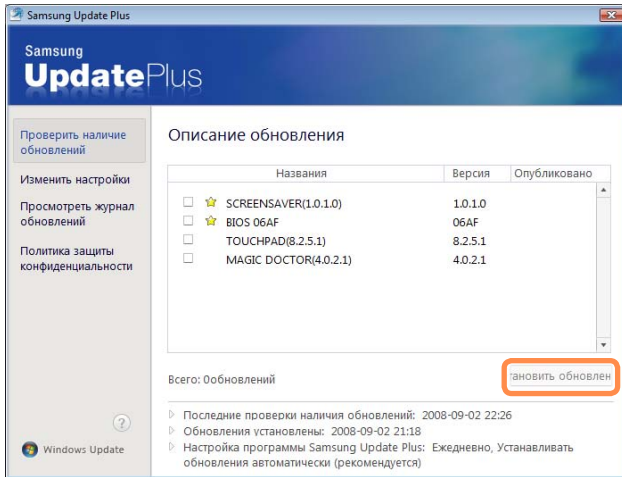 Samsung Update Plus
Samsung
UpdatePlus
Проверить наличие
обновлений
Изменить настройки
Просмотреть журнал
обновлений
Политика защиты
конфиденциальности
Windows Update
Описание обновления
Названия Версия Опубликовано
SCREENSAVER(1.0.1.0) 1.0.1.0
BIOS 06AF 06AF
TOUCHPAD(8.2.5.1) 8.2.5.1
MAGIC DOCTOR(4.0.2.1) 4.0.2.1
Всего: 0обновлений
тановить обновлен
Последние проверки наличия обновлений: 2008-09-02 22:26
Обновления установлены: 2008-09-02 21:18
Настройка программы Samsung Update Plus: Ежедневно, Устанавливать
обновления автоматически (рекомендуется)